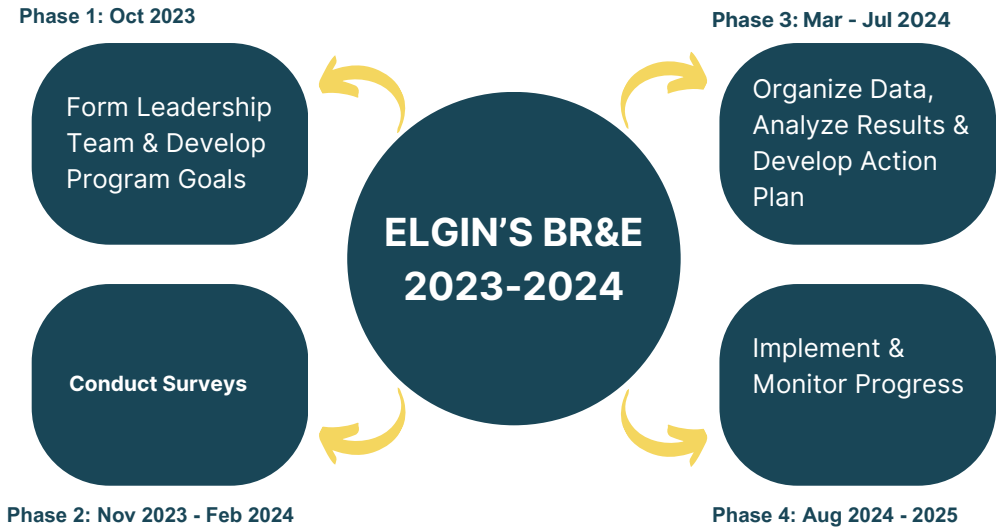 Phase 1: Oct 2023
Form Leadership
Team & Develop
Program Goals
Conduct Surveys
Phase 2: Nov 2023 - Feb 2024
ELGIN’S BR&E
2023-2024
Phase 3: Mar - Jul 2024
Organize Data,
Analyze Results &
Develop Action
Plan
Implement &
Monitor Progress
Phase 4: Aug 2024 - 2025